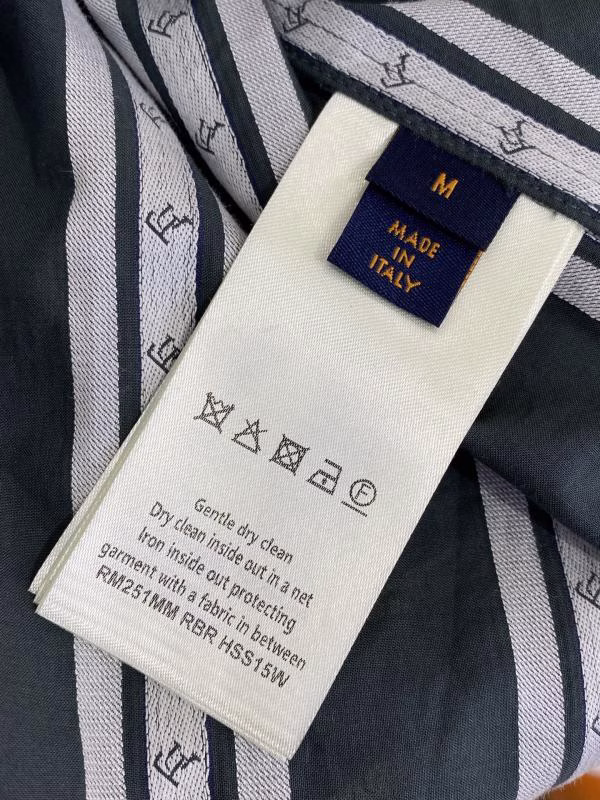 M
MADE
IN
ITALY
F
Gentle dry clean
Dry clean inside out in a net
Iron inside out protecting
garment with a fabric in between
RM251MM RBR HSS15W